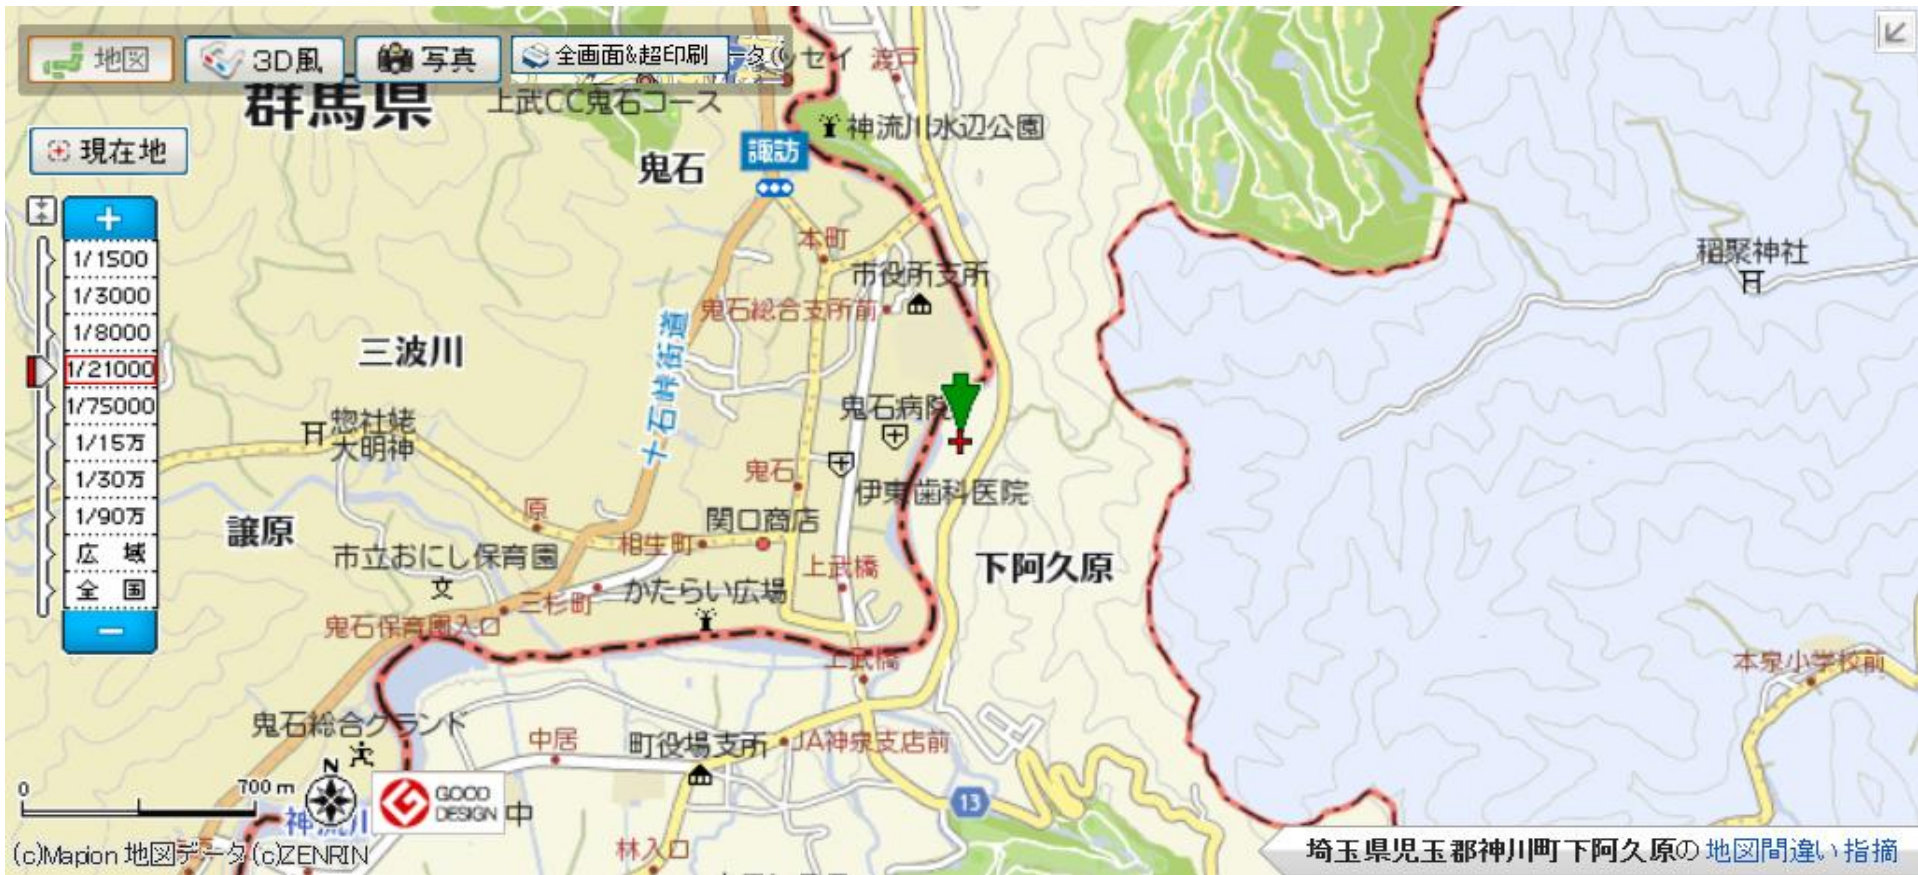 地図
3D風
写真
全画面&超印刷
ータ(
ッセイ
渡戸
群馬県
上武CC鬼石コース
神流川水辺公園
現在地
諏訪
鬼石
+
1/1500
1/3000
1/8000
1/21000
1/75000
1/15万
1/30万
1/90万
広 域
全 国
−
本町
市役所支所
鬼石総合支所前
稲聚神社
三波川
十石峠街道
鬼石病院
惣社姥
大明神
鬼石
伊東歯科医院
原
関口商店
譲原
相生町
市立おにし保育園
文
上武橋
下阿久原
かたらい広場
三杉町
鬼石保育園入口
上武橋
本泉小学校前
鬼石総合グランド
中居
町役場支所
JA神泉支店前
0
700 m
N
GOOD
DESIGN
中
13
神流川
林入口
(c)Mapion 地図データ(c)ZENRIN
埼玉県児玉郡神川町下阿久原の 地図間違い指摘